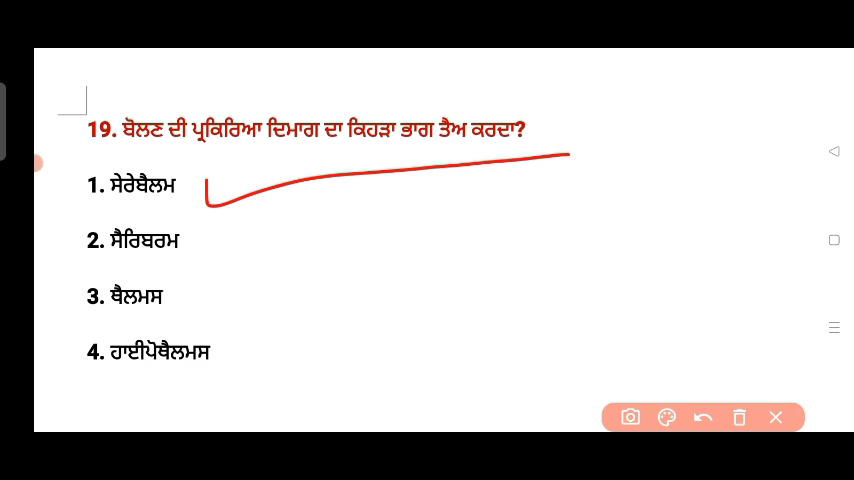 19. ਬੋਲਣ ਦੀ ਪ੍ਰਕਿਰਿਆ ਦਿਮਾਗ ਦਾ ਕਿਹੜਾ ਭਾਗ ਤੈਅ ਕਰਦਾ?
1. ਸੇਰੇਬੈਲਮ
2. ਸੈਰਿਬਰਮ
3. ਥੈਲਮਸ
4. ਹਾਈਪੋਥੈਲਮਸ